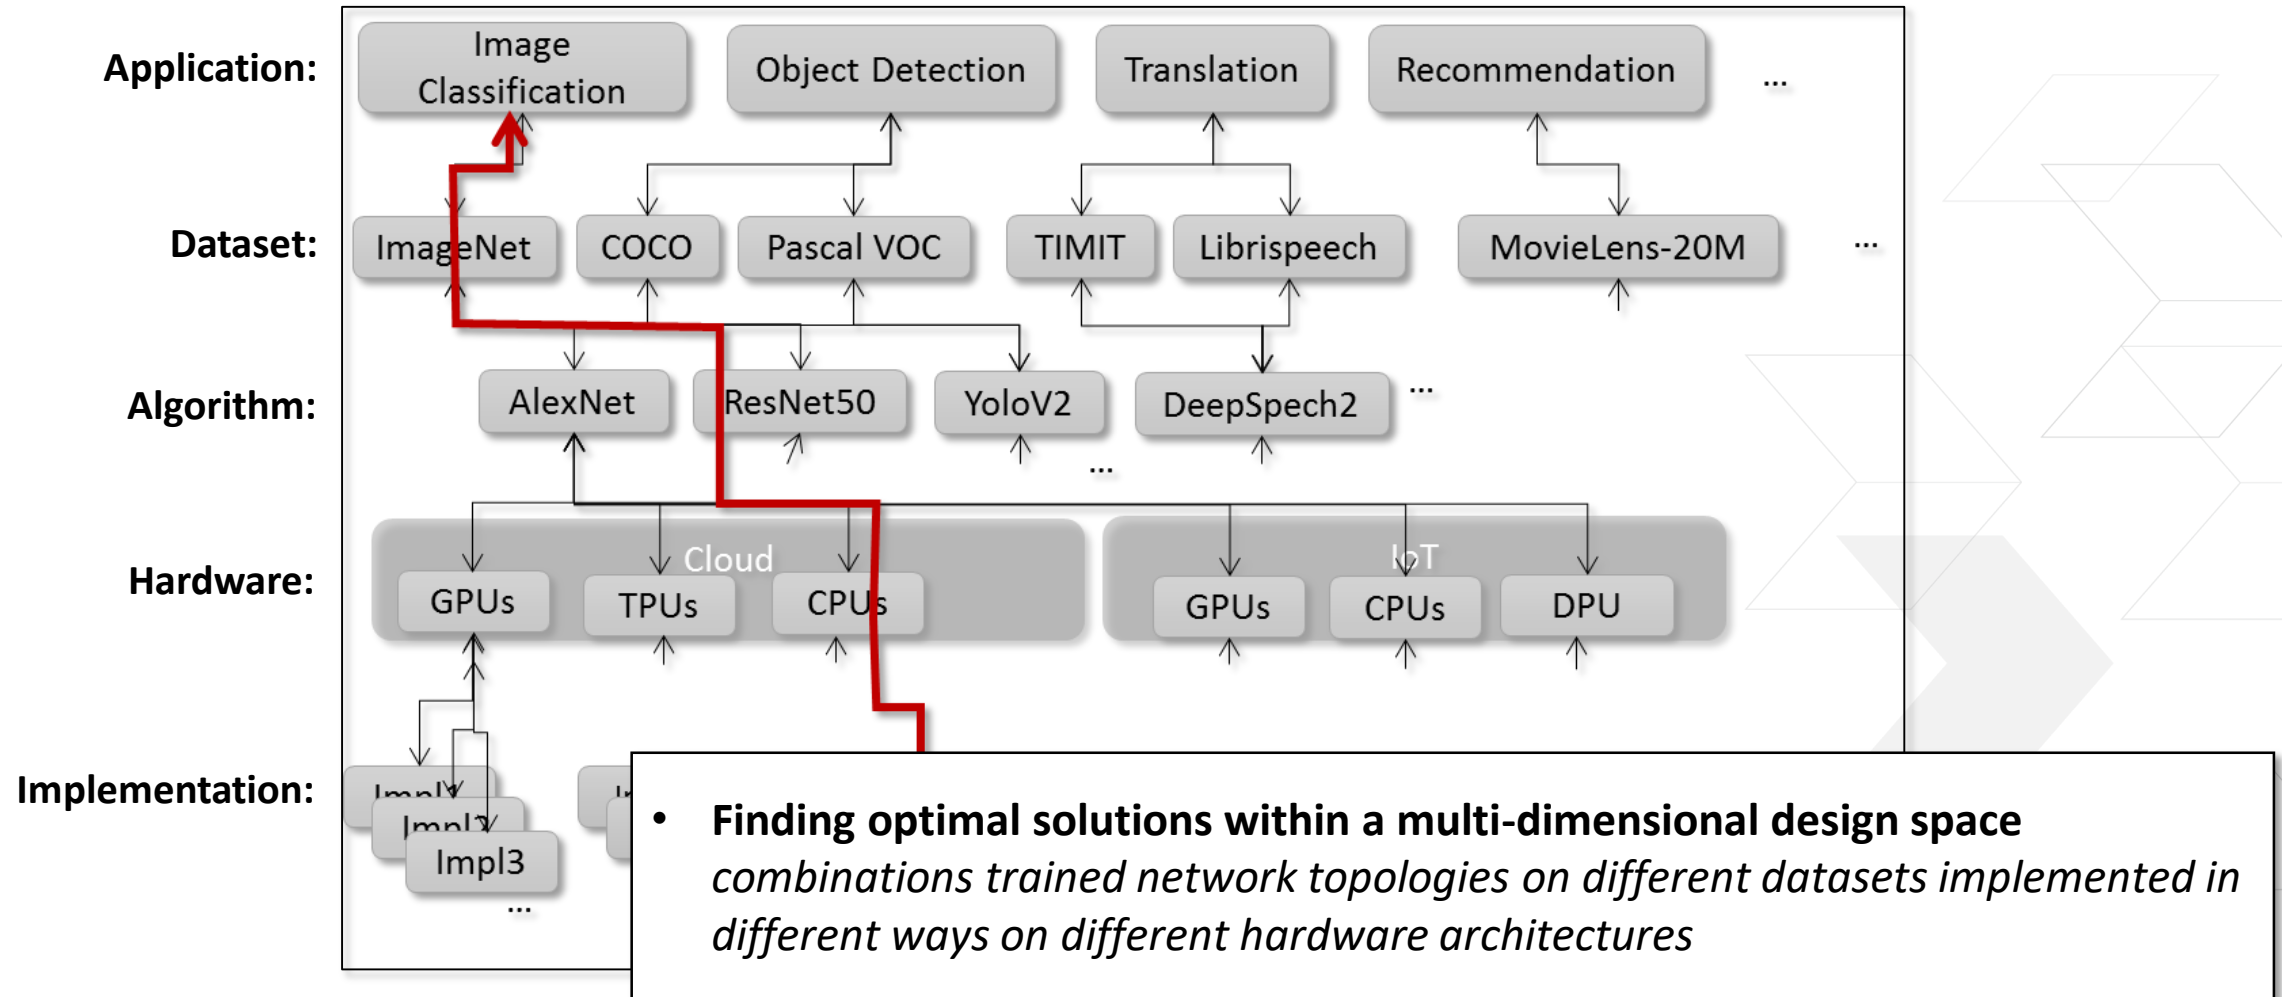 Application:
Image
Classification
Object Detection
Translation
Recommendation
...
Dataset:
ImageNet
COCO
Pascal VOC
TIMIT
Librispeech
MovieLens-20M
...
Algorithm:
AlexNet
ResNet50
YoloV2
DeepSpech2
...
...
Hardware:
Cloud
GPUs
TPUs
CPUs
IoT
GPUs
CPUs
DPU
Implementation:
Impl1
Impl2
Impl3
...
• Finding optimal solutions within a multi-dimensional design space
combinations trained network topologies on different datasets implemented in
different ways on different hardware architectures